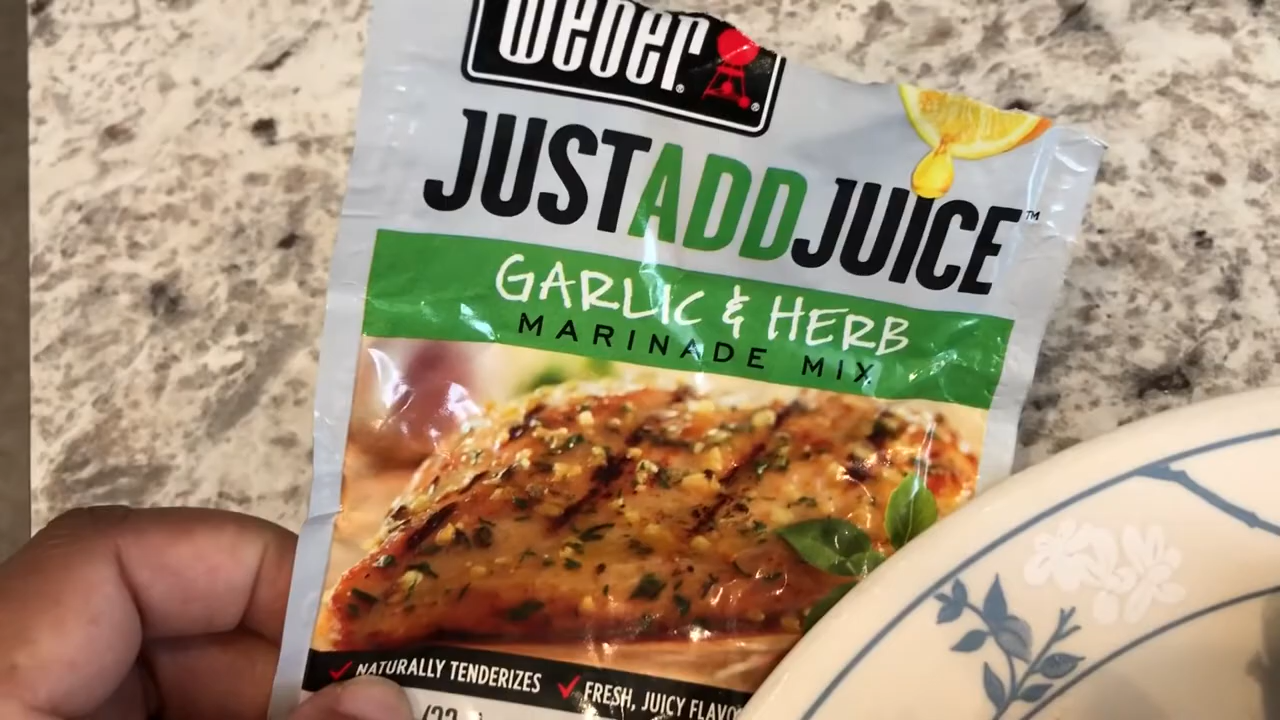 weber
JUSTADDJUICE™
GARLIC & HERB
MARINADE MIX
✓ NATURALLY TENDERIZES ✓ FRESH, JUICY